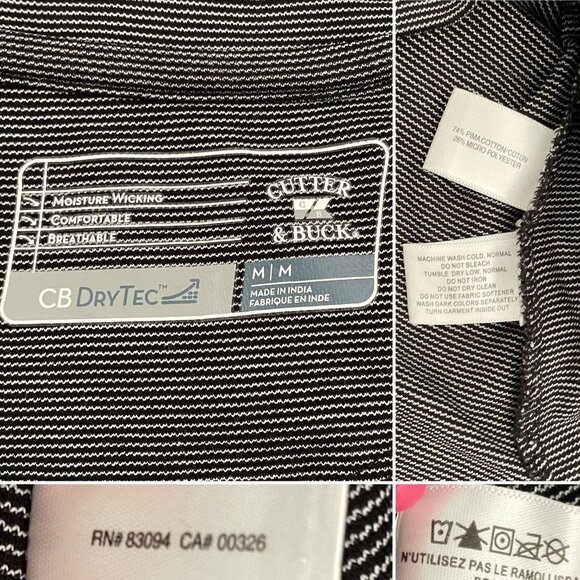 MOISTURE WICKING
COMFORTABLE
BREATHABLE
CUTTER
C B
& BUCK®
CB DRYTEC™
M | M
MADE IN INDIA
FABRIQUE EN INDE
74% PIMA COTTON/COTON
26% MICRO POLYESTER
MACHINE WASH COLD, NORMAL
DO NOT BLEACH
TUMBLE DRY LOW, NORMAL
DO NOT IRON
DO NOT DRY CLEAN
DO NOT USE FABRIC SOFTENER
WASH DARK COLORS SEPARATELY
TURN GARMENT INSIDE OUT
RN# 83094 CA# 00326
N'UTILISEZ PAS LE RAMOLLISSA